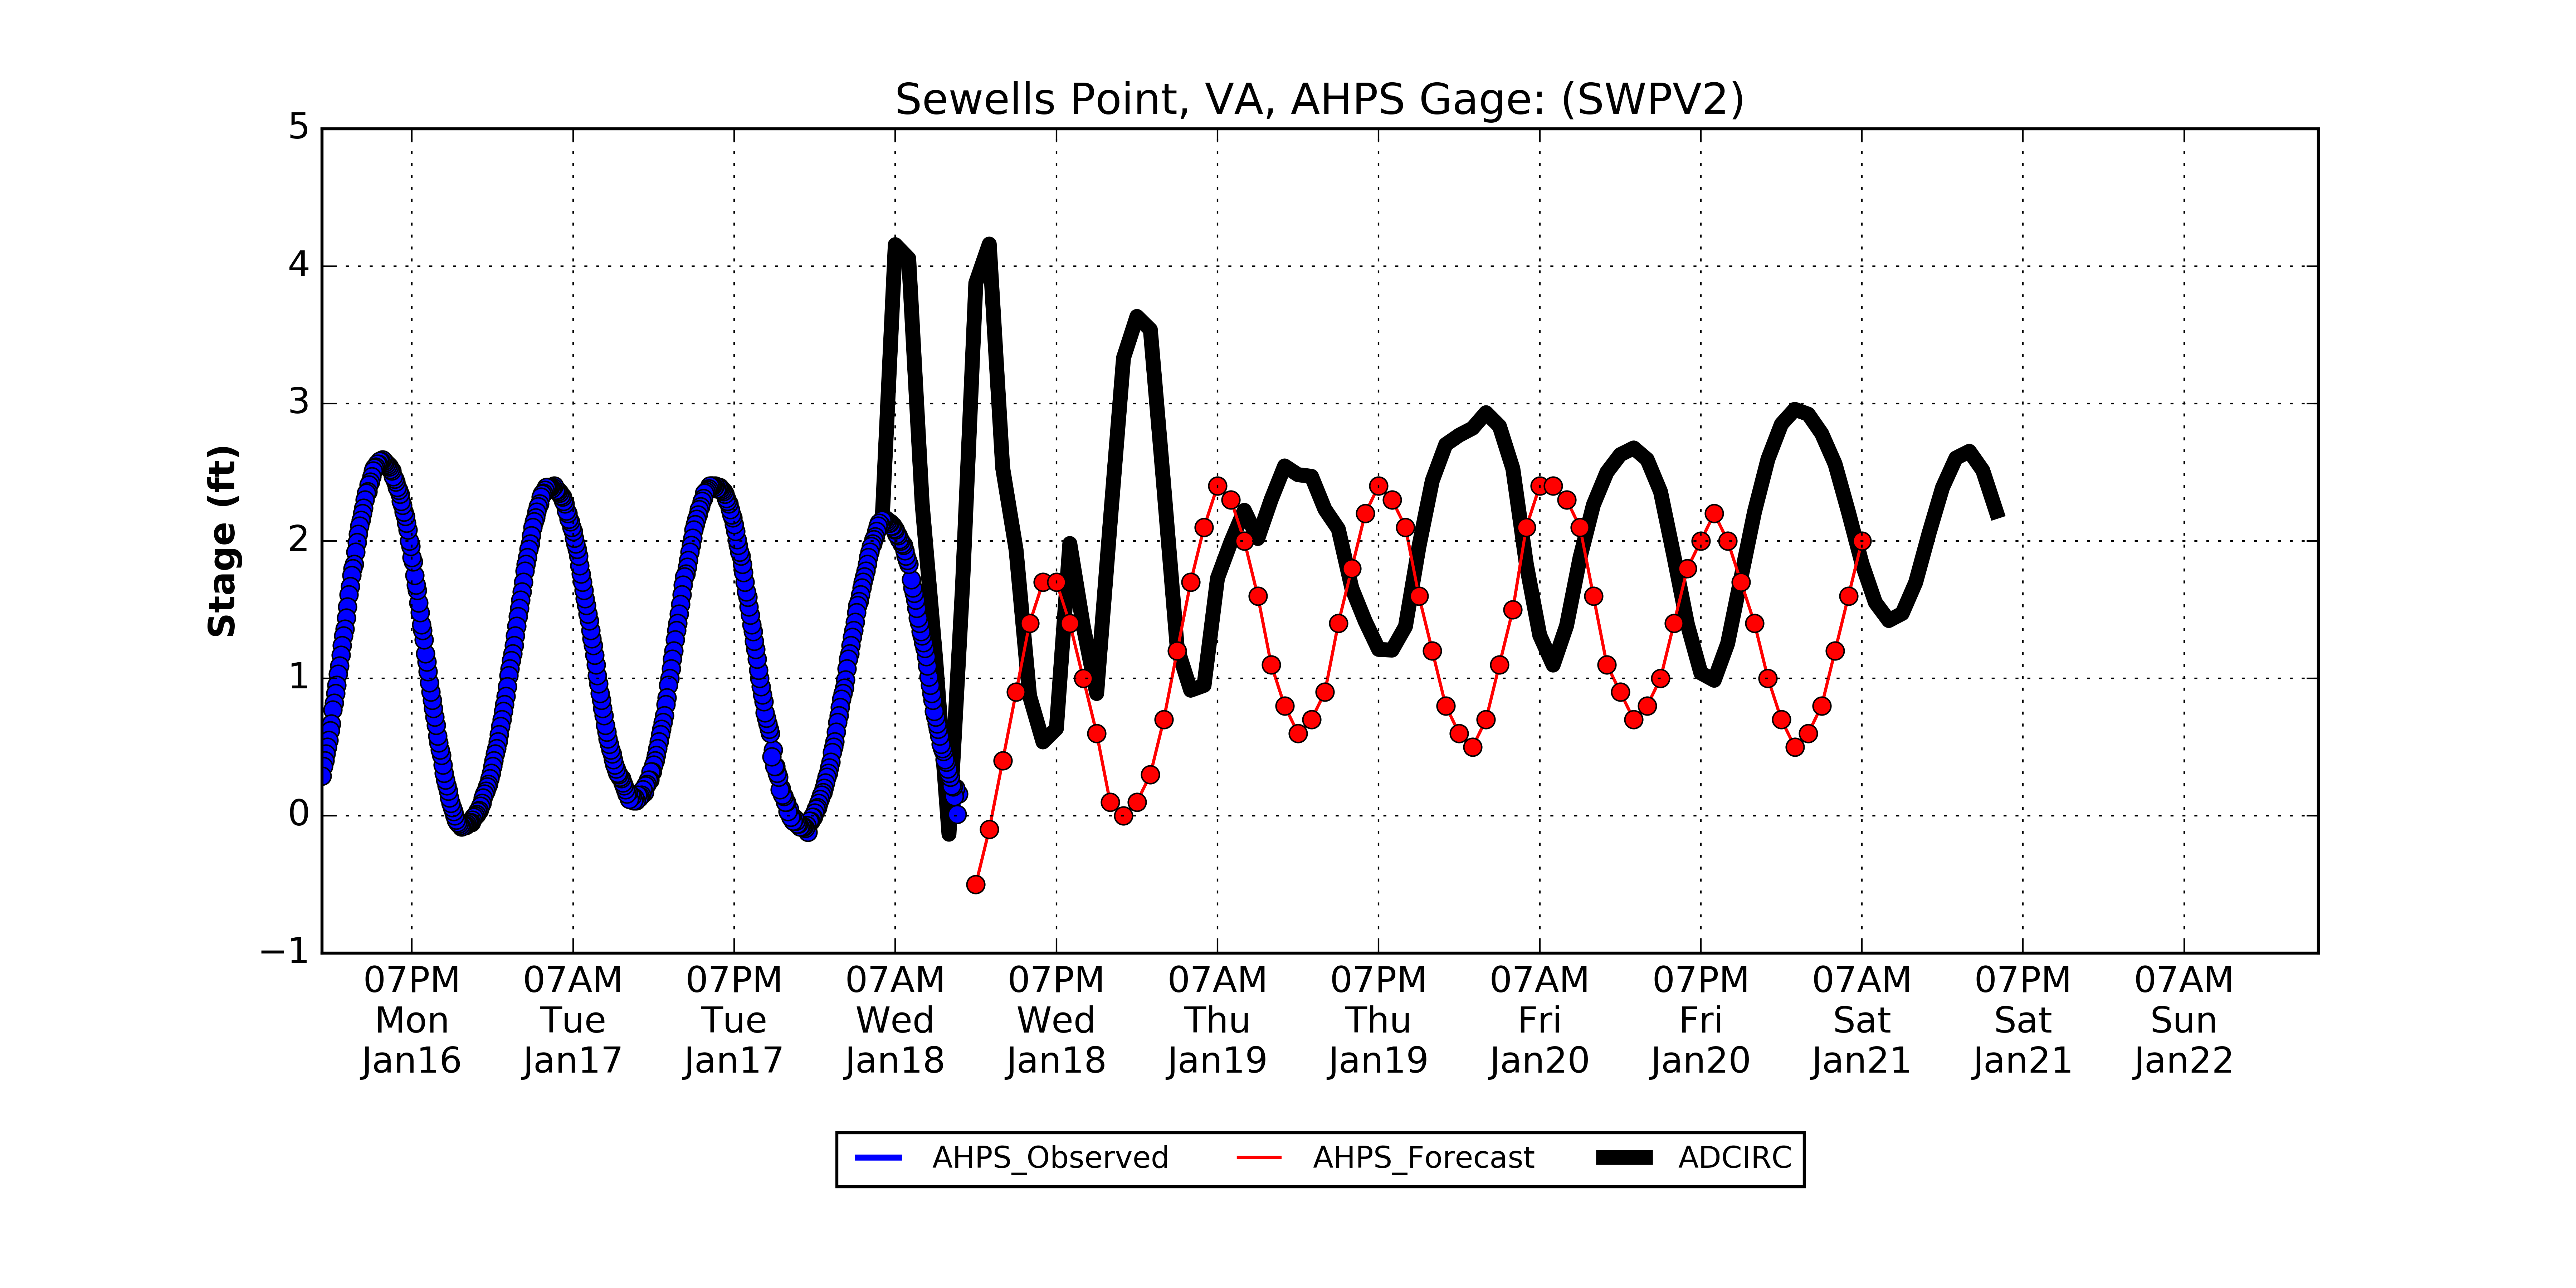 Sewells Point, VA, AHPS Gage: (SWPV2)
5
4
3
2
1
0
−1
Stage (ft)
07PM 07AM 07PM 07AM 07PM 07AM 07PM 07AM 07PM 07AM 07PM 07AM
Mon Tue Tue Wed Wed Thu Thu Fri Fri Sat Sat Sun
Jan16 Jan17 Jan17 Jan18 Jan18 Jan19 Jan19 Jan20 Jan20 Jan21 Jan21 Jan22
AHPS_Observed AHPS_Forecast ADCIRC